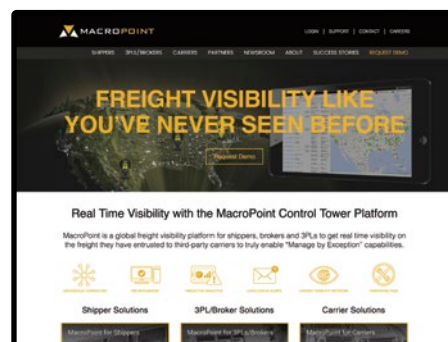 MACROPOINT
LOGIN | SUPPORT | CONTACT | CAREERS
SHIPPERS 3PLS/BROKERS CARRIERS PARTNERS NEWSROOM ABOUT SUCCESS STORIES REQUEST DEMO
FREIGHT VISIBILITY LIKE
YOU'VE NEVER SEEN BEFORE
Request Demo
Real Time Visibility with the MacroPoint Control Tower Platform
MacroPoint is a global freight visibility platform for shippers, brokers and 3PLs to get real time visibility on
the freight they have entrusted to third-party carriers to truly enable "Manage by Exception" capabilities.
Shipper Solutions 3PL/Broker Solutions Carrier Solutions
MacroPoint for Shippers MacroPoint for 3PLs/Brokers MacroPoint for Carriers